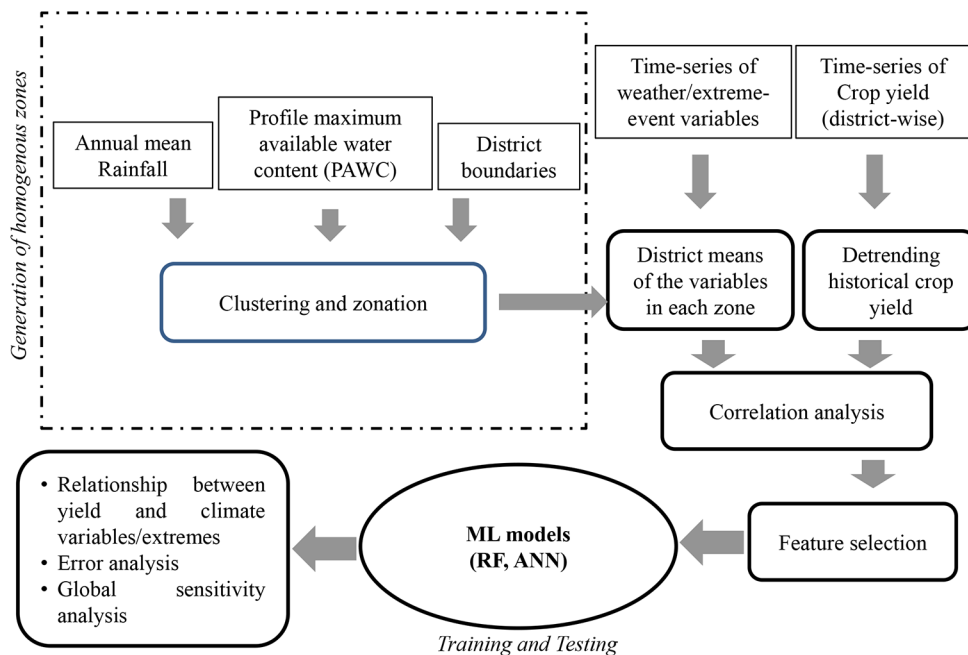 Generation of homogenous zones
Annual mean
Rainfall
Profile maximum
available water
content (PAWC)
District
boundaries
Time-series of
weather/extreme-
event variables
Time-series of
Crop yield
(district-wise)
Clustering and zonation
District means
of the variables
in each zone
Detrending
historical crop
yield
Correlation analysis
Feature selection
ML models
(RF, ANN)
Training and Testing
• Relationship between
yield and climate
variables/extremes
• Error analysis
• Global sensitivity
analysis